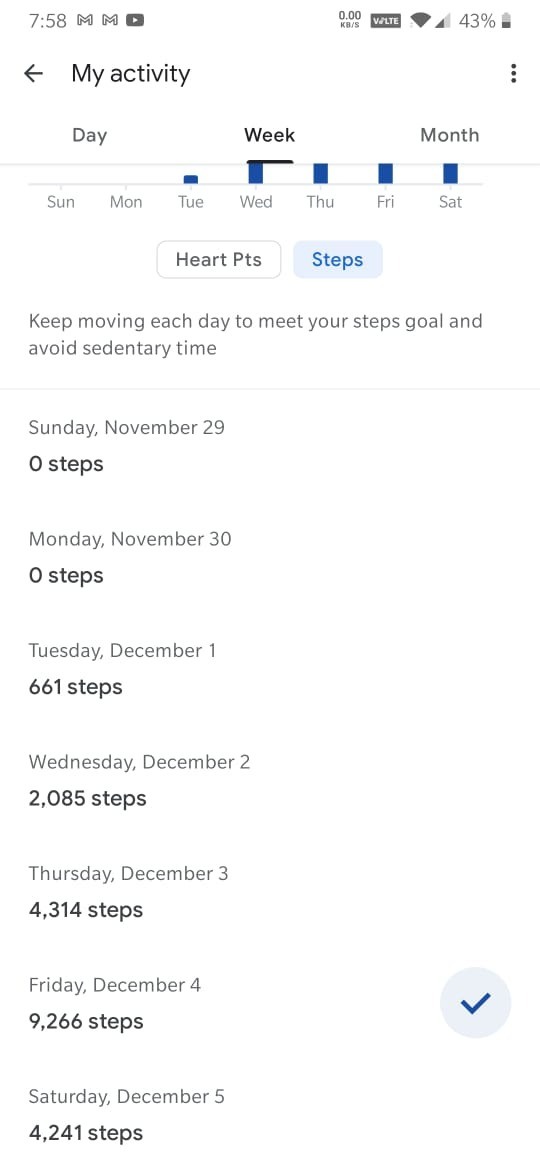 7:58
0.00
KB/S
VoLTE
43%
My activity
Day Week Month
Sun Mon Tue Wed Thu Fri Sat
Heart Pts Steps
Keep moving each day to meet your steps goal and
avoid sedentary time
Sunday, November 29
0 steps
Monday, November 30
0 steps
Tuesday, December 1
661 steps
Wednesday, December 2
2,085 steps
Thursday, December 3
4,314 steps
Friday, December 4
9,266 steps
Saturday, December 5
4,241 steps